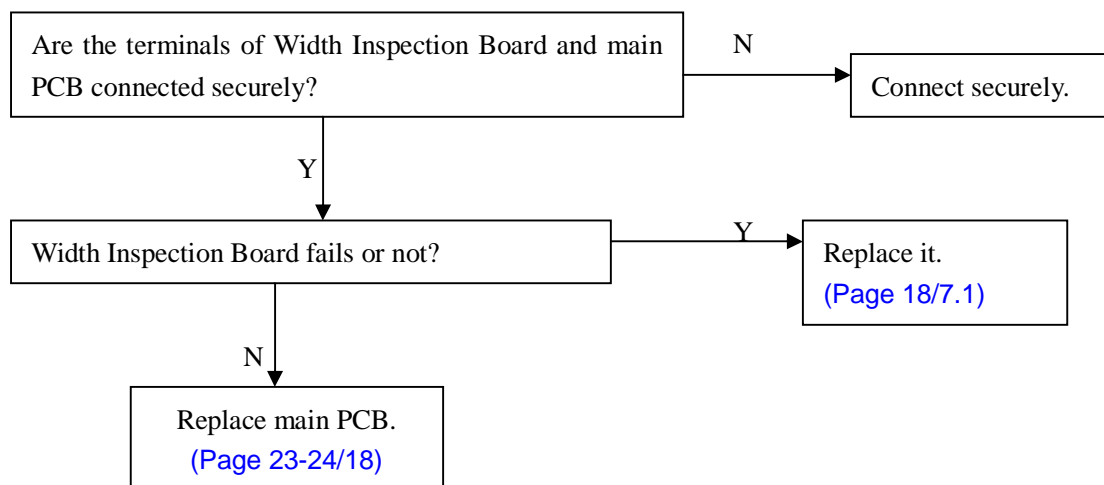 Are the terminals of Width Inspection Board and main
PCB connected securely?
N
Connect securely.
Y
Width Inspection Board fails or not?
Y
Replace it.
(Page 18/7.1)
N
Replace main PCB.
(Page 23-24/18)